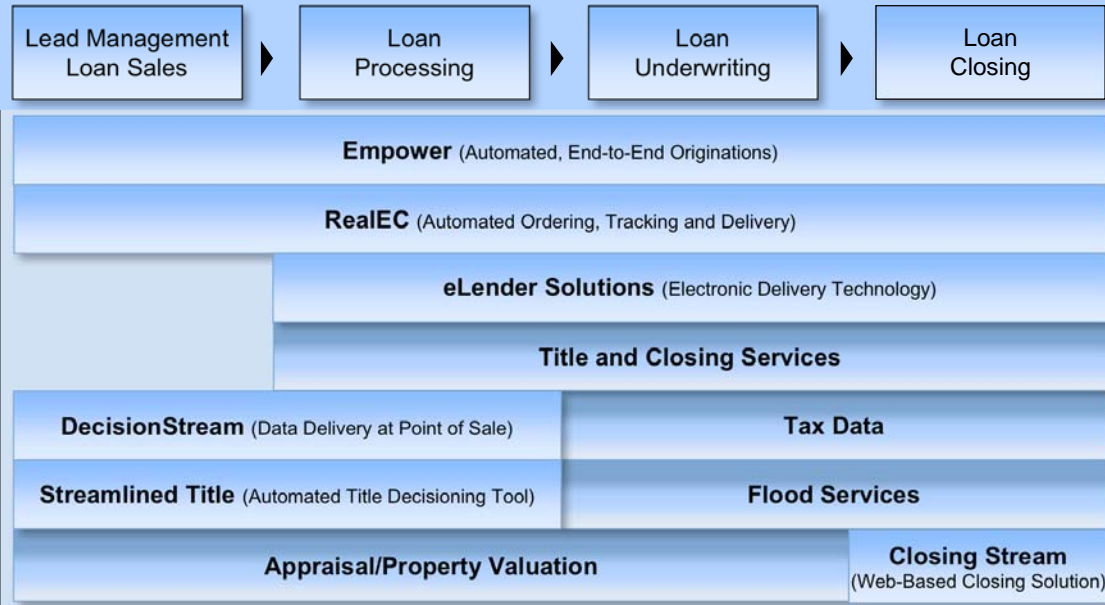 Lead Management
Loan Sales
Loan
Processing
Loan
Underwriting
Loan
Closing
Empower (Automated, End-to-End Originations)
RealEC (Automated Ordering, Tracking and Delivery)
eLender Solutions (Electronic Delivery Technology)
Title and Closing Services
DecisionStream (Data Delivery at Point of Sale)
Tax Data
Streamlined Title (Automated Title Decisioning Tool)
Flood Services
Appraisal/Property Valuation
Closing Stream
(Web-Based Closing Solution)